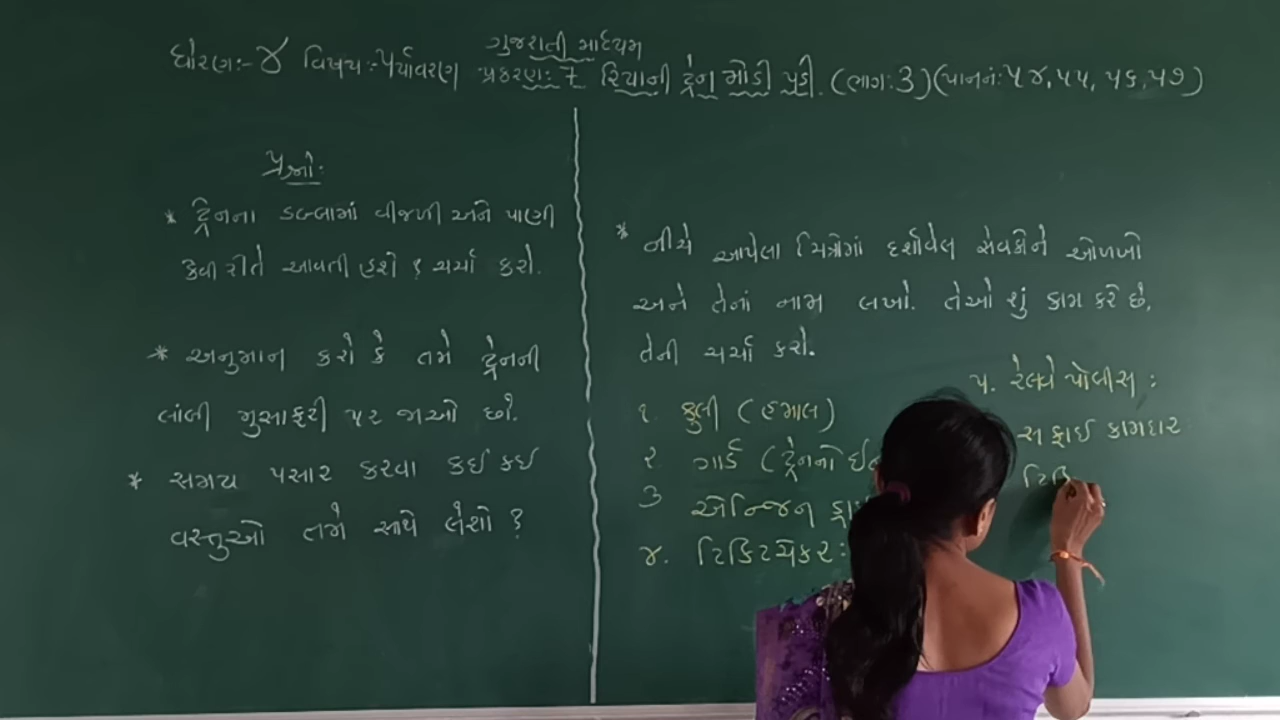 ગુજરાતી માધ્યમ
ધોરણ:-૪ વિષય:-પર્યાવરણ પ્રકરણ: 7 રિયાની ટ્રેન મોડી પડી. (ભાગ: 3) (પાનનં: ૫૪, ૫૫, ૫૬, ૫૭)
પ્રશ્નો:
* ટ્રેનના ડબ્બામાં વીજળી અને પાણી
કેવી રીતે આવતી હશે ? ચર્ચા કરો.
* અનુમાન કરો કે તમે ટ્રેનની
લાંબી મુસાફરી પર જાઓ છો.
* સમય પસાર કરવા કઈ કઈ
વસ્તુઓ તમે સાથે લેશો ?
* નીચે આપેલા ચિત્રોમાં દર્શાવેલ સેવકોને ઓળખો
અને તેનાં નામ લખો. તેઓ શું કામ કરે છે,
તેની ચર્ચા કરો.
૧. કુલી (હમાલ)
૨. ગાર્ડ (ટ્રેનનો
૩ એન્જિન
૪. ટિકિટચેકર:
૫. રેલવે પોલીસ :
સફાઈ કામદાર
ટિકિ